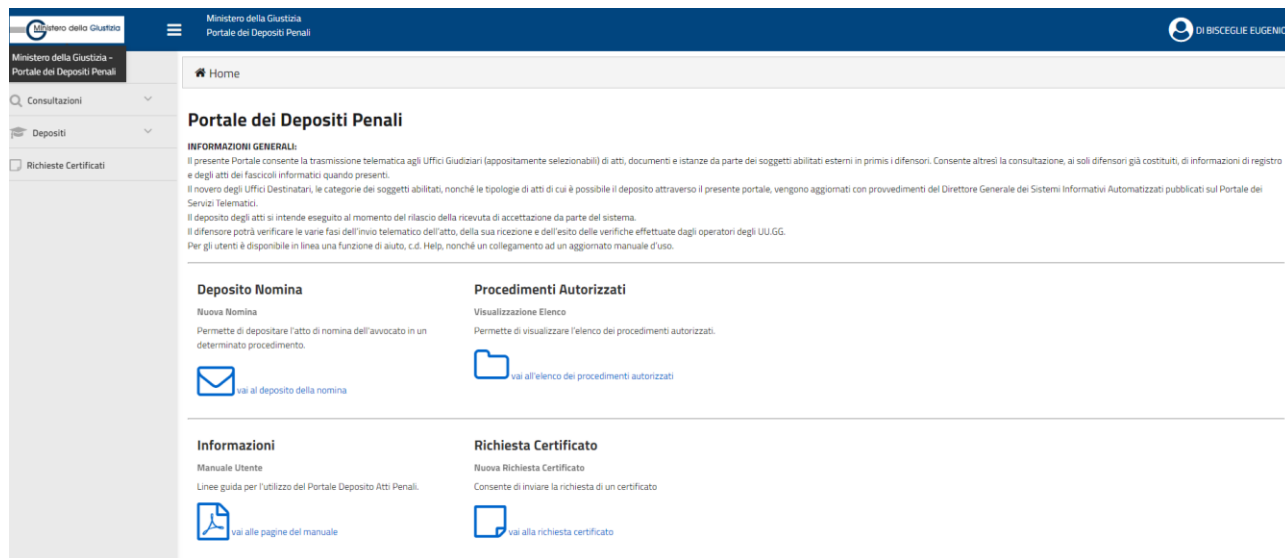 Ministero della Giustizia
Ministero della Giustizia
Portale dei Depositi Penali
DI BISCEGLIE EUGENIO
Ministero della Giustizia -
Portale dei Depositi Penali
Home
Consultazioni
Depositi
Richieste Certificati
Portale dei Depositi Penali
INFORMAZIONI GENERALI:
Il presente Portale consente la trasmissione telematica agli Uffici Giudiziari (appositamente selezionabili) di atti, documenti e istanze da parte dei soggetti abilitati esterni in primis i difensori. Consente altresì la consultazione, ai soli difensori già costituiti, di informazioni di registro
e degli atti dei fascicoli informatici quando presenti.
Il novero degli Uffici Destinatari, le categorie dei soggetti abilitati, nonché le tipologie di atti di cui è possibile il deposito attraverso il presente portale, vengono aggiornati con provvedimenti del Direttore Generale dei Sistemi Informativi Automatizzati pubblicati sul Portale dei
Servizi Telematici.
Il deposito degli atti si intende eseguito al momento del rilascio della ricevuta di accettazione da parte del sistema.
Il difensore potrà verificare le varie fasi dell'invio telematico dell'atto, della sua ricezione e dell'esito delle verifiche effettuate dagli operatori degli UU.GG.
Per gli utenti è disponibile in linea una funzione di aiuto, c.d. Help, nonché un collegamento ad un aggiornato manuale d'uso.
Deposito Nomina
Nuova Nomina
Permette di depositare l'atto di nomina dell'avvocato in un
determinato procedimento.
vai al deposito della nomina
Procedimenti Autorizzati
Visualizzazione Elenco
Permette di visualizzare l'elenco dei procedimenti autorizzati.
vai all'elenco dei procedimenti autorizzati
Informazioni
Manuale Utente
Linee guida per l'utilizzo del Portale Deposito Atti Penali.
vai alle pagine del manuale
Richiesta Certificato
Nuova Richiesta Certificato
Consente di inviare la richiesta di un certificato
vai alla richiesta certificato